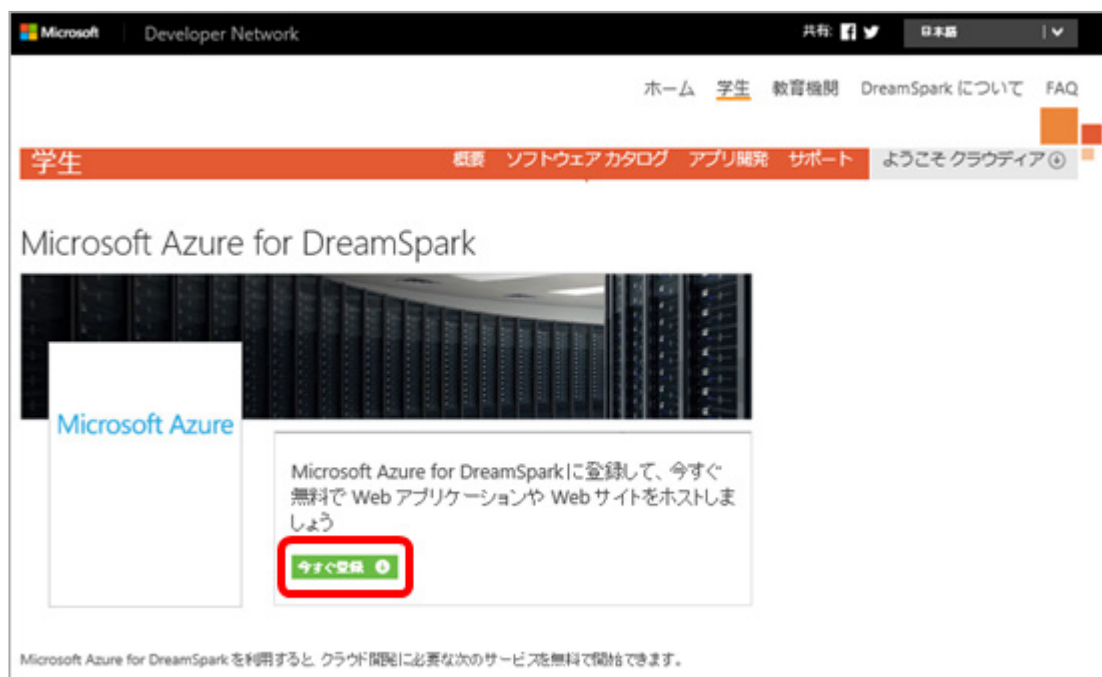 Microsoft Developer Network 共有: 日本語
ホーム 学生 教育機関 DreamSpark について FAQ
学生 概要 ソフトウェア カタログ アプリ開発 サポート ようこそ クラウディア
Microsoft Azure for DreamSpark
Microsoft Azure
Microsoft Azure for DreamSparkに登録して、今すぐ
無料で Web アプリケーションや Web サイトをホストしま
しょう
今すぐ登録
Microsoft Azure for DreamSpark を利用すると、クラウド開発に必要な次のサービスを無料で開始できます。